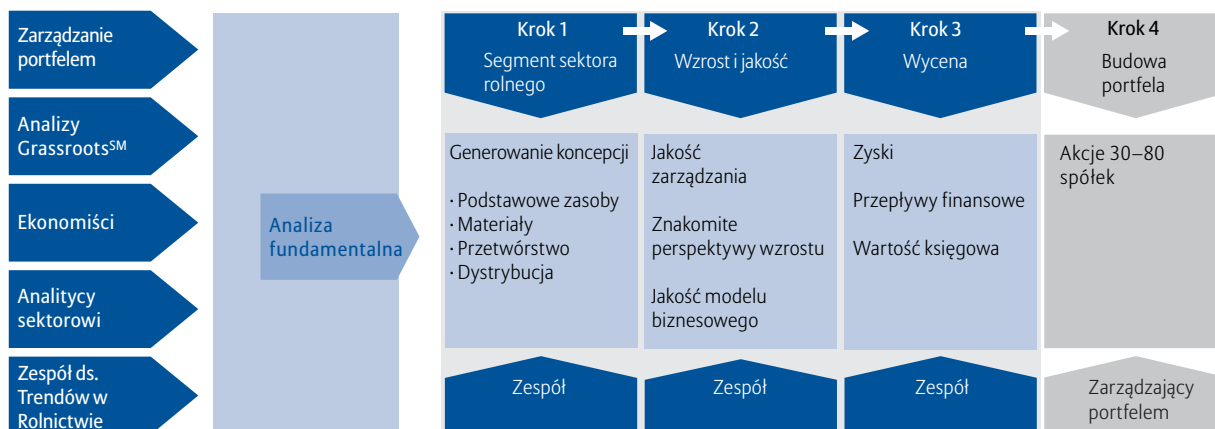 Zarządzanie
portfelem
Analizy
Grassroots℠
Ekonomiści
Analitycy
sektorowi
Zespół ds.
Trendów w
Rolnictwie
Analiza
fundamentalna
Krok 1
Segment sektora
rolnego
Generowanie koncepcji
· Podstawowe zasoby
· Materiały
· Przetwórstwo
· Dystrybucja
Zespół
Krok 2
Wzrost i jakość
Jakość
zarządzania
Znakomite
perspektywy wzrostu
Jakość modelu
biznesowego
Zespół
Krok 3
Wycena
Zyski
Przepływy finansowe
Wartość księgowa
Zespół
Krok 4
Budowa
portfela
Akcje 30–80
spółek
Zarządzający
portfelem